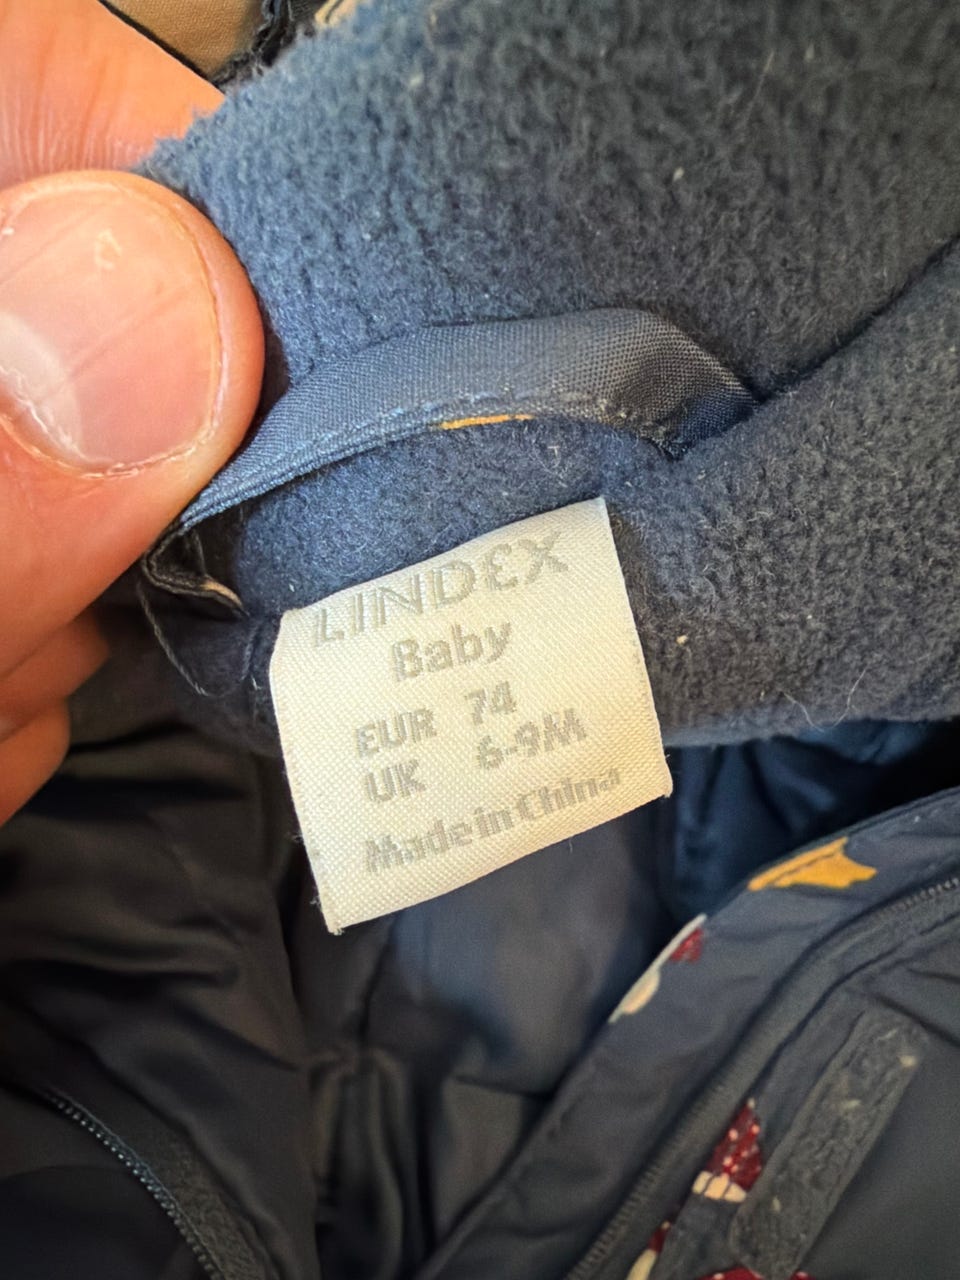 LINDEX
Baby
EUR 74
UK 6-9M
Made in China